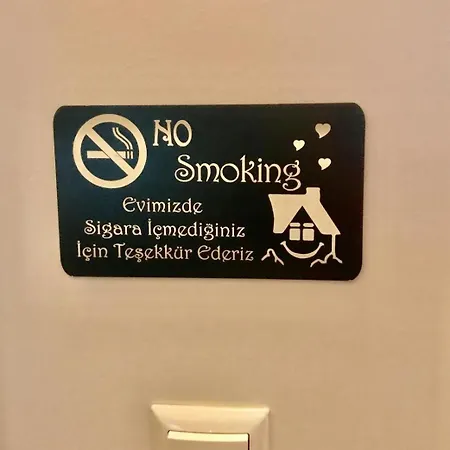 NO
Smoking
Evimizde
Sigara İçmediğiniz
İçin Teşekkür Ederiz